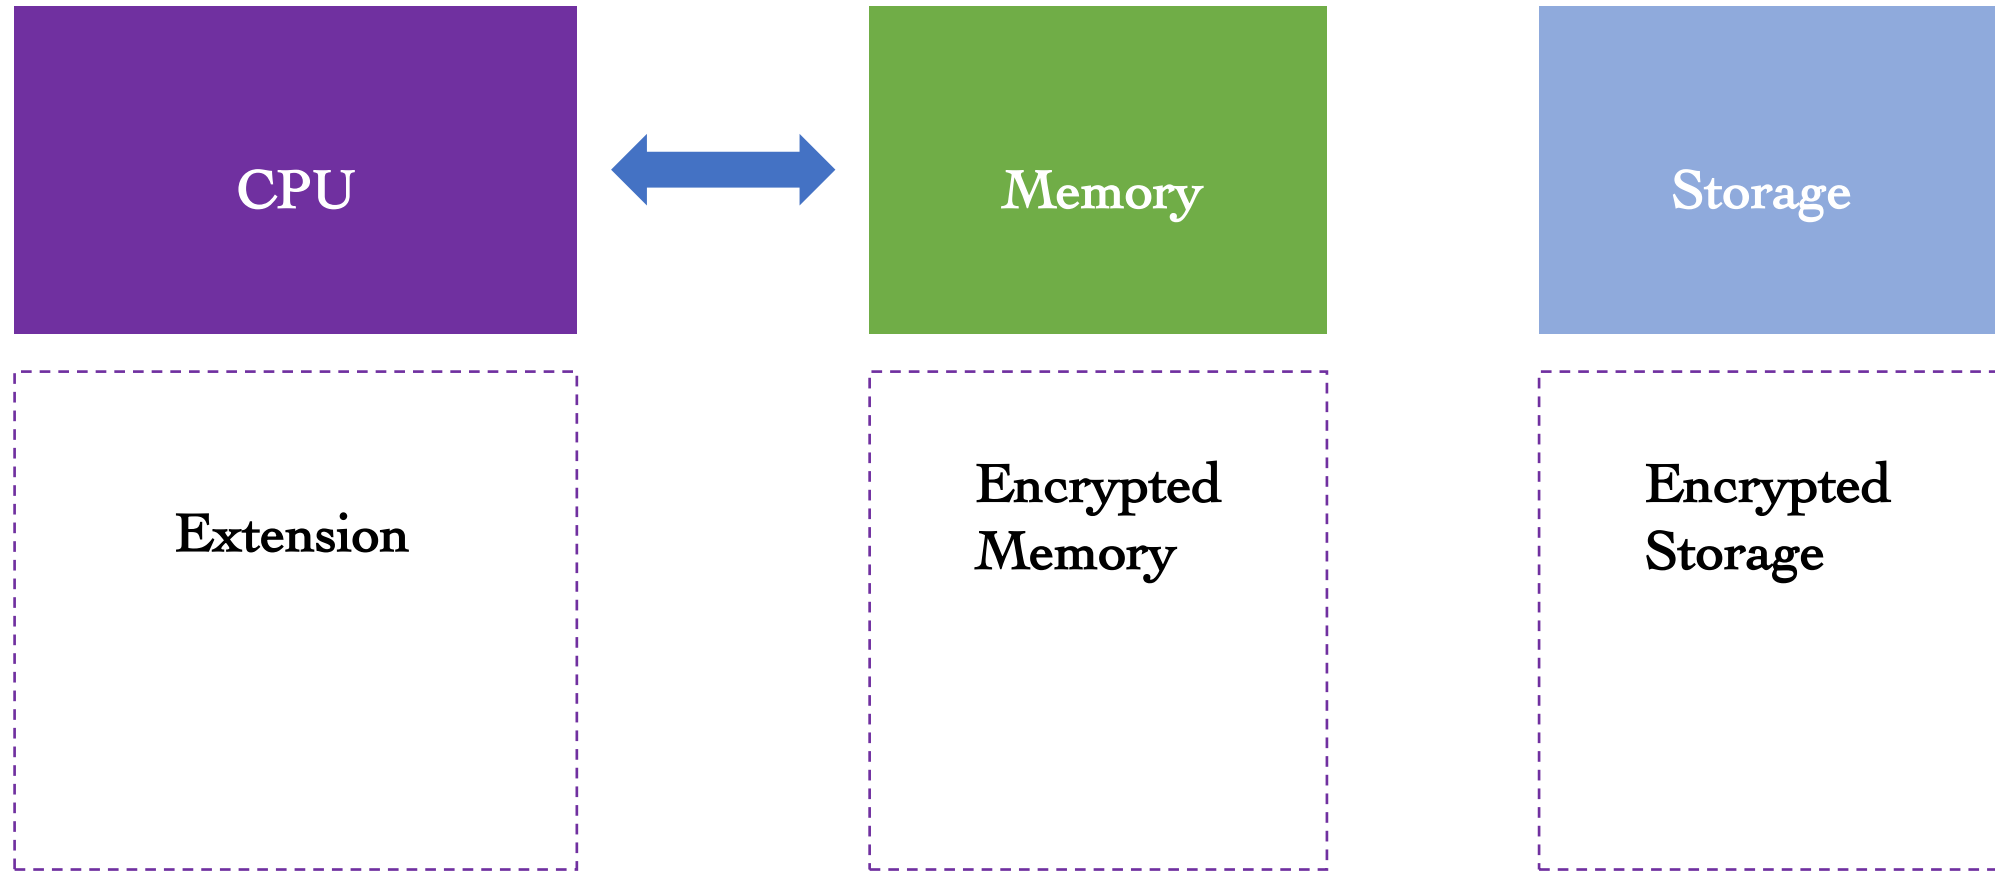 CPU
Memory
Storage
Extension
Encrypted
Memory
Encrypted
Storage